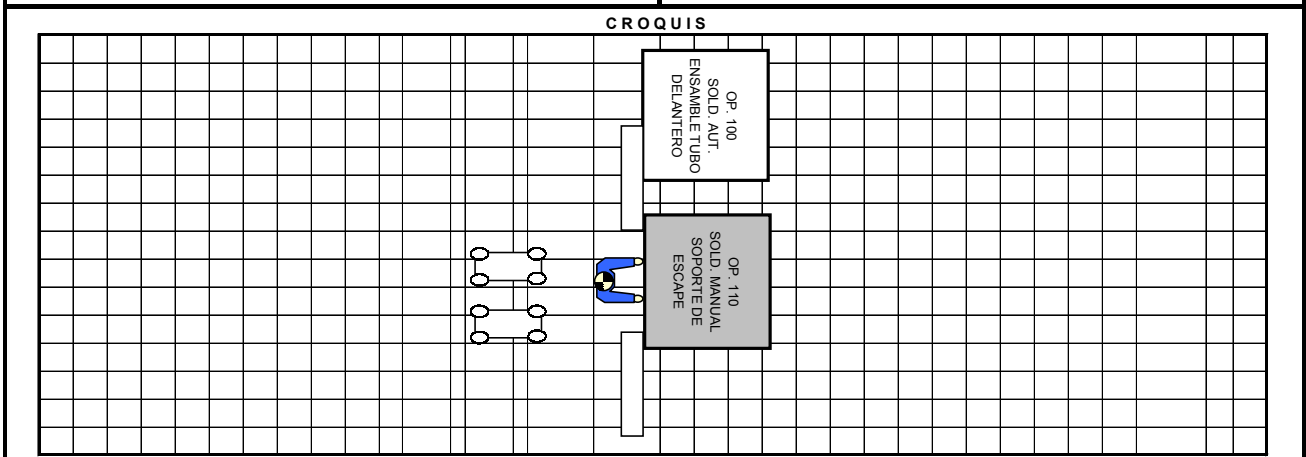 CROQUIS
OP. 100
SOLD. AUT.
ENSAMBLE TUBO
DELANTERO
OP. 110
SOLD. MANUAL
SOPORTE DE
ESCAPE